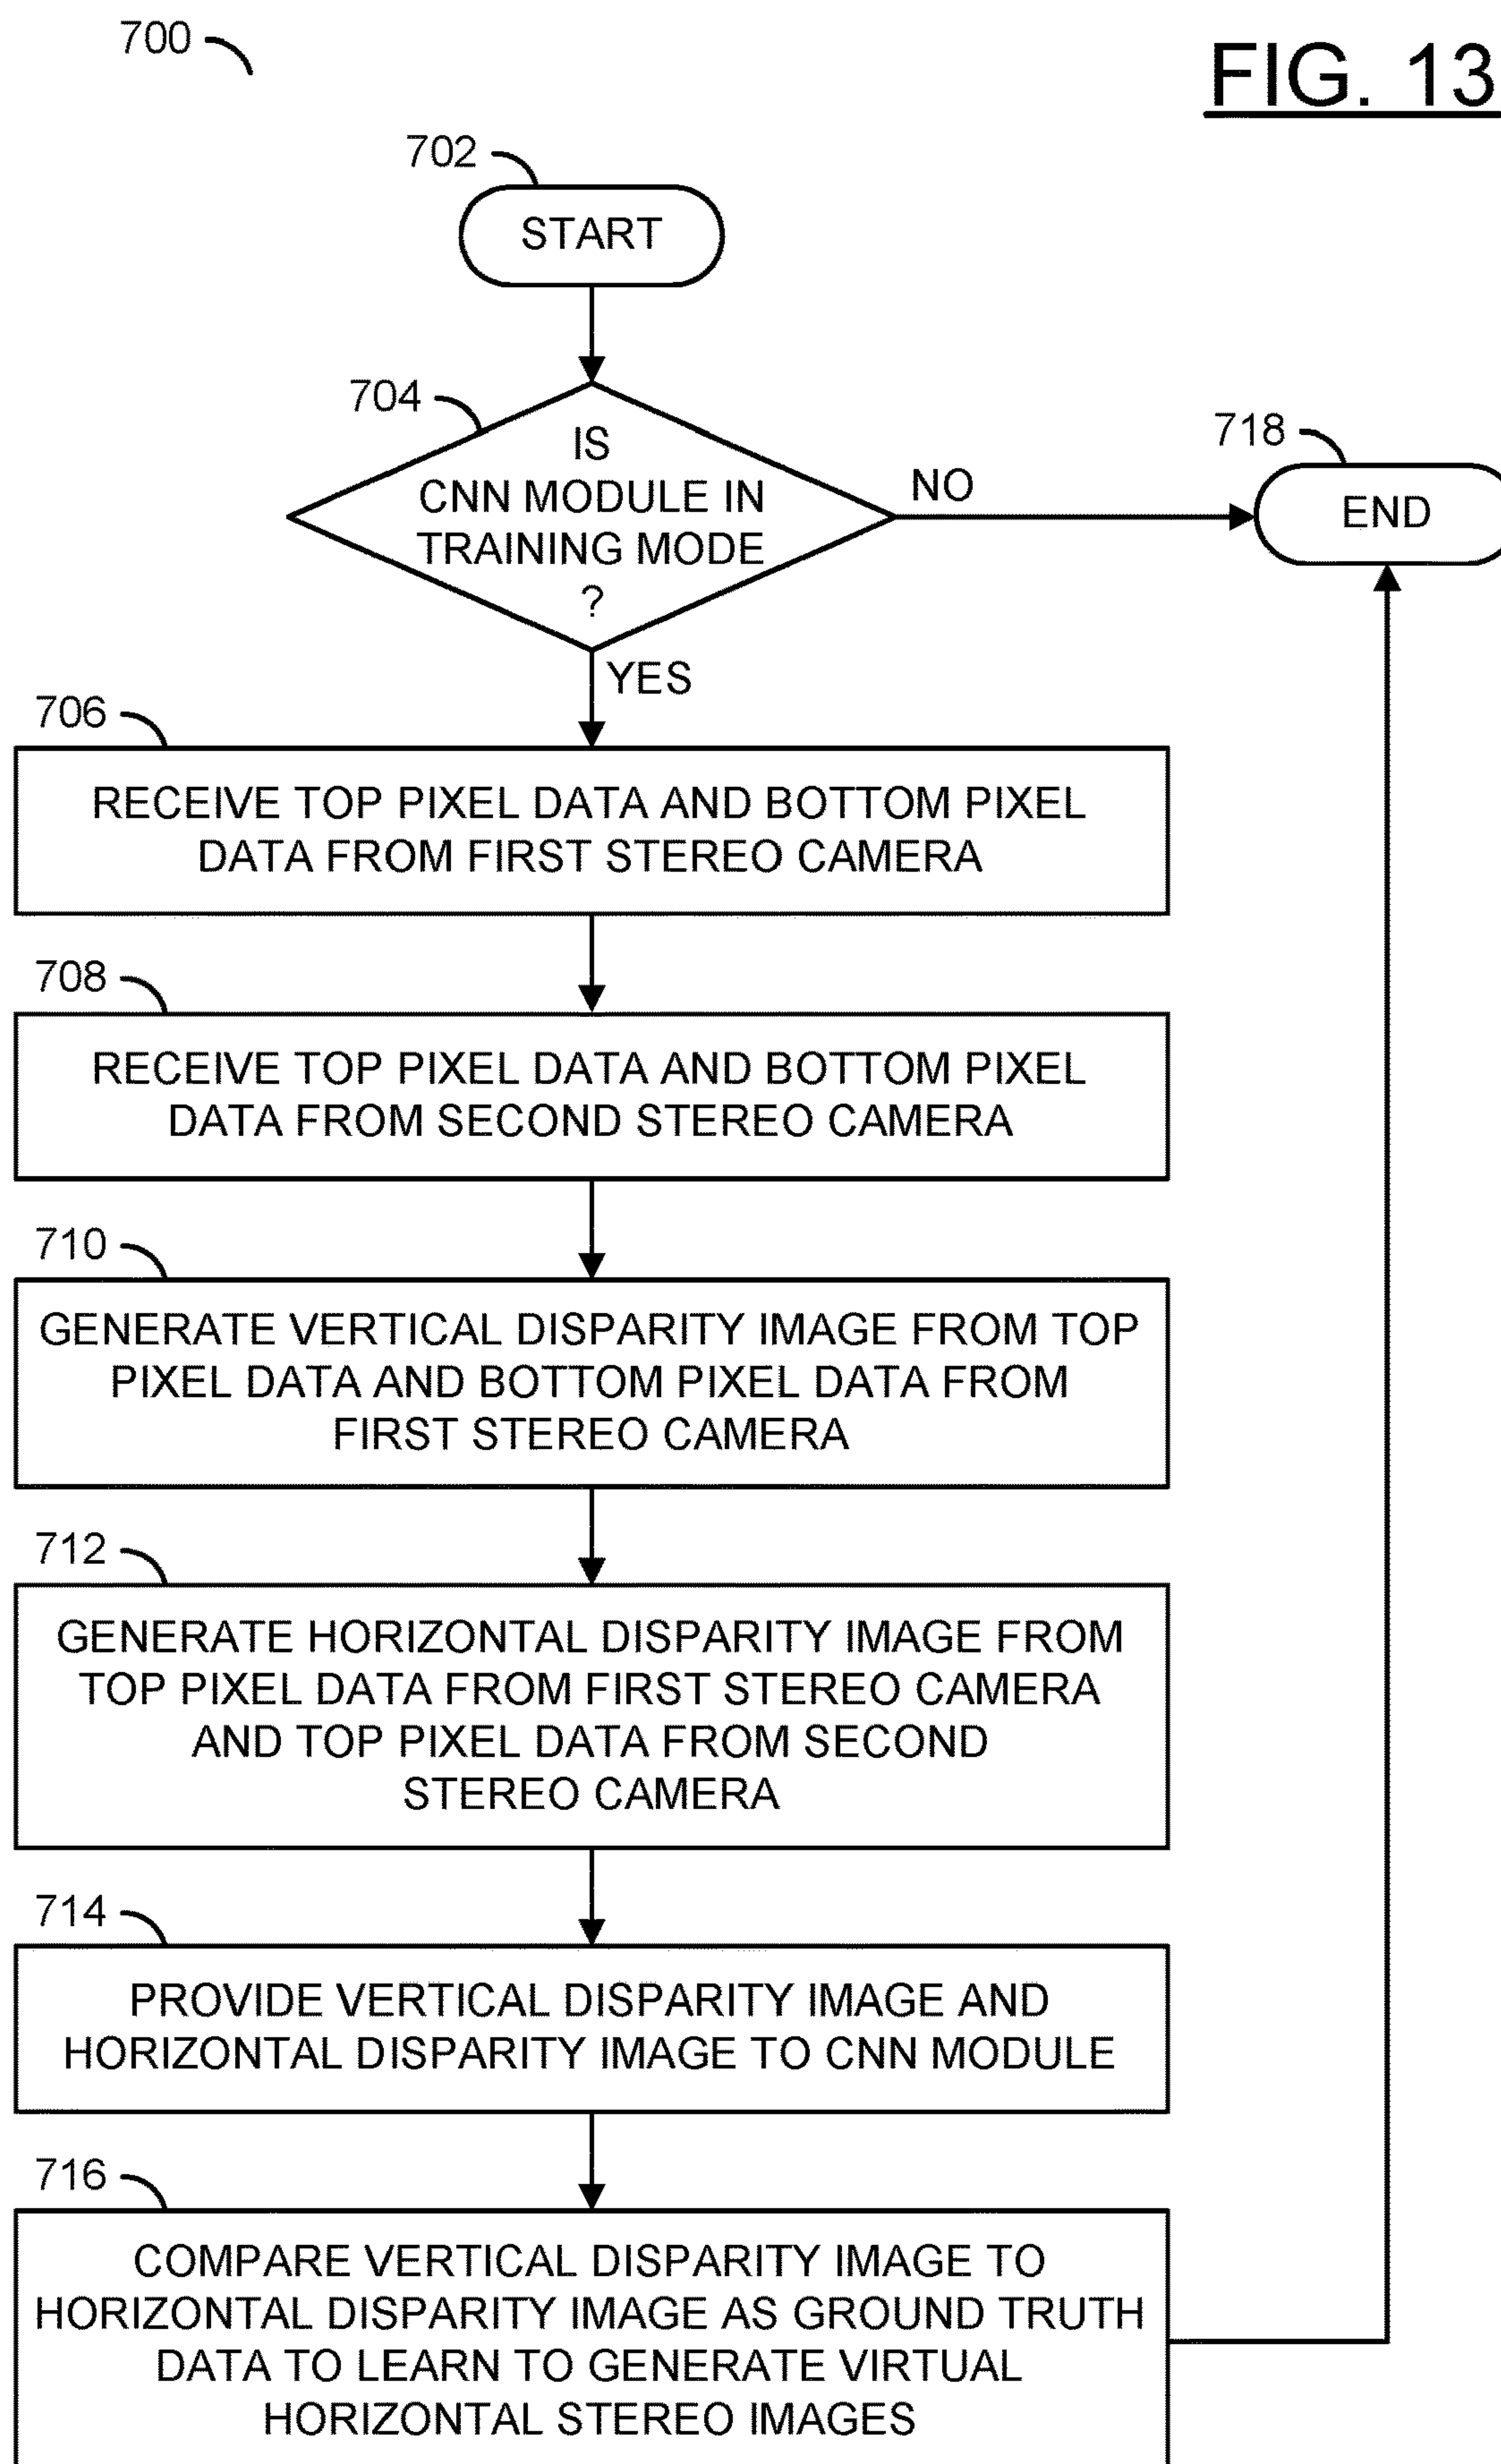 700
FIG. 13
702
START
704
IS
CNN MODULE IN
TRAINING MODE
?
NO
718
END
YES
706
RECEIVE TOP PIXEL DATA AND BOTTOM PIXEL
DATA FROM FIRST STEREO CAMERA
708
RECEIVE TOP PIXEL DATA AND BOTTOM PIXEL
DATA FROM SECOND STEREO CAMERA
710
GENERATE VERTICAL DISPARITY IMAGE FROM TOP
PIXEL DATA AND BOTTOM PIXEL DATA FROM
FIRST STEREO CAMERA
712
GENERATE HORIZONTAL DISPARITY IMAGE FROM
TOP PIXEL DATA FROM FIRST STEREO CAMERA
AND TOP PIXEL DATA FROM SECOND
STEREO CAMERA
714
PROVIDE VERTICAL DISPARITY IMAGE AND
HORIZONTAL DISPARITY IMAGE TO CNN MODULE
716
COMPARE VERTICAL DISPARITY IMAGE TO
HORIZONTAL DISPARITY IMAGE AS GROUND TRUTH
DATA TO LEARN TO GENERATE VIRTUAL
HORIZONTAL STEREO IMAGES